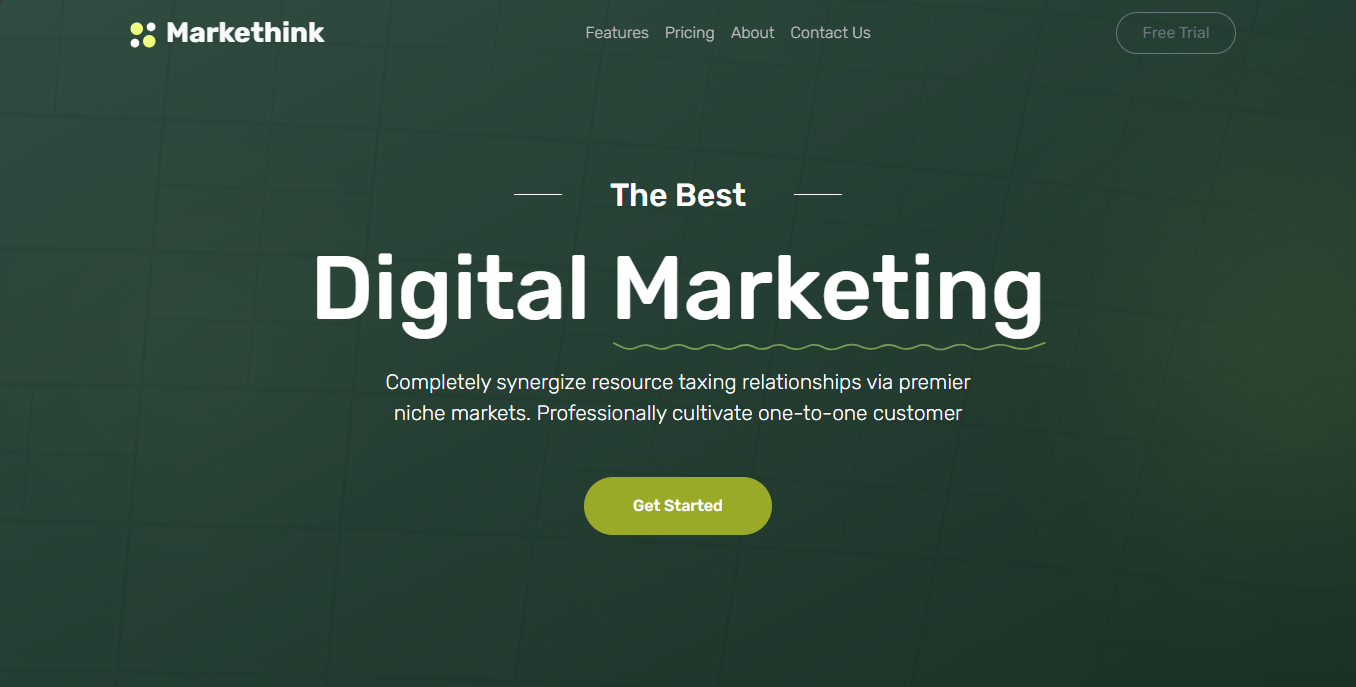 Markethink
Features Pricing About Contact Us
Free Trial
The Best
Digital Marketing
Completely synergize resource taxing relationships via premier
niche markets. Professionally cultivate one-to-one customer
Get Started